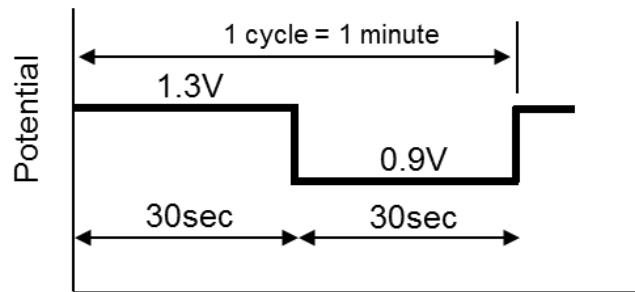 1 cycle = 1 minute
1.3V
0.9V
30sec
30sec
Potential